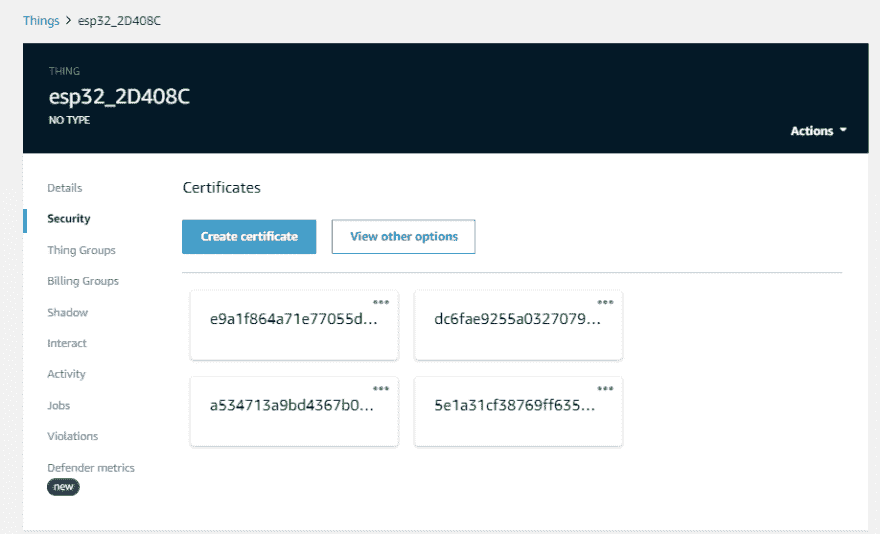 Things > esp32_2D408C
THING
esp32_2D408C
NO TYPE
Actions
Details
Security
Thing Groups
Billing Groups
Shadow
Interact
Activity
Jobs
Violations
Defender metrics
new
Certificates
Create certificate View other options
e9a1f864a71e77055d... dc6fae9255a0327079...
a534713a9bd4367b0... 5e1a31cf38769ff635...